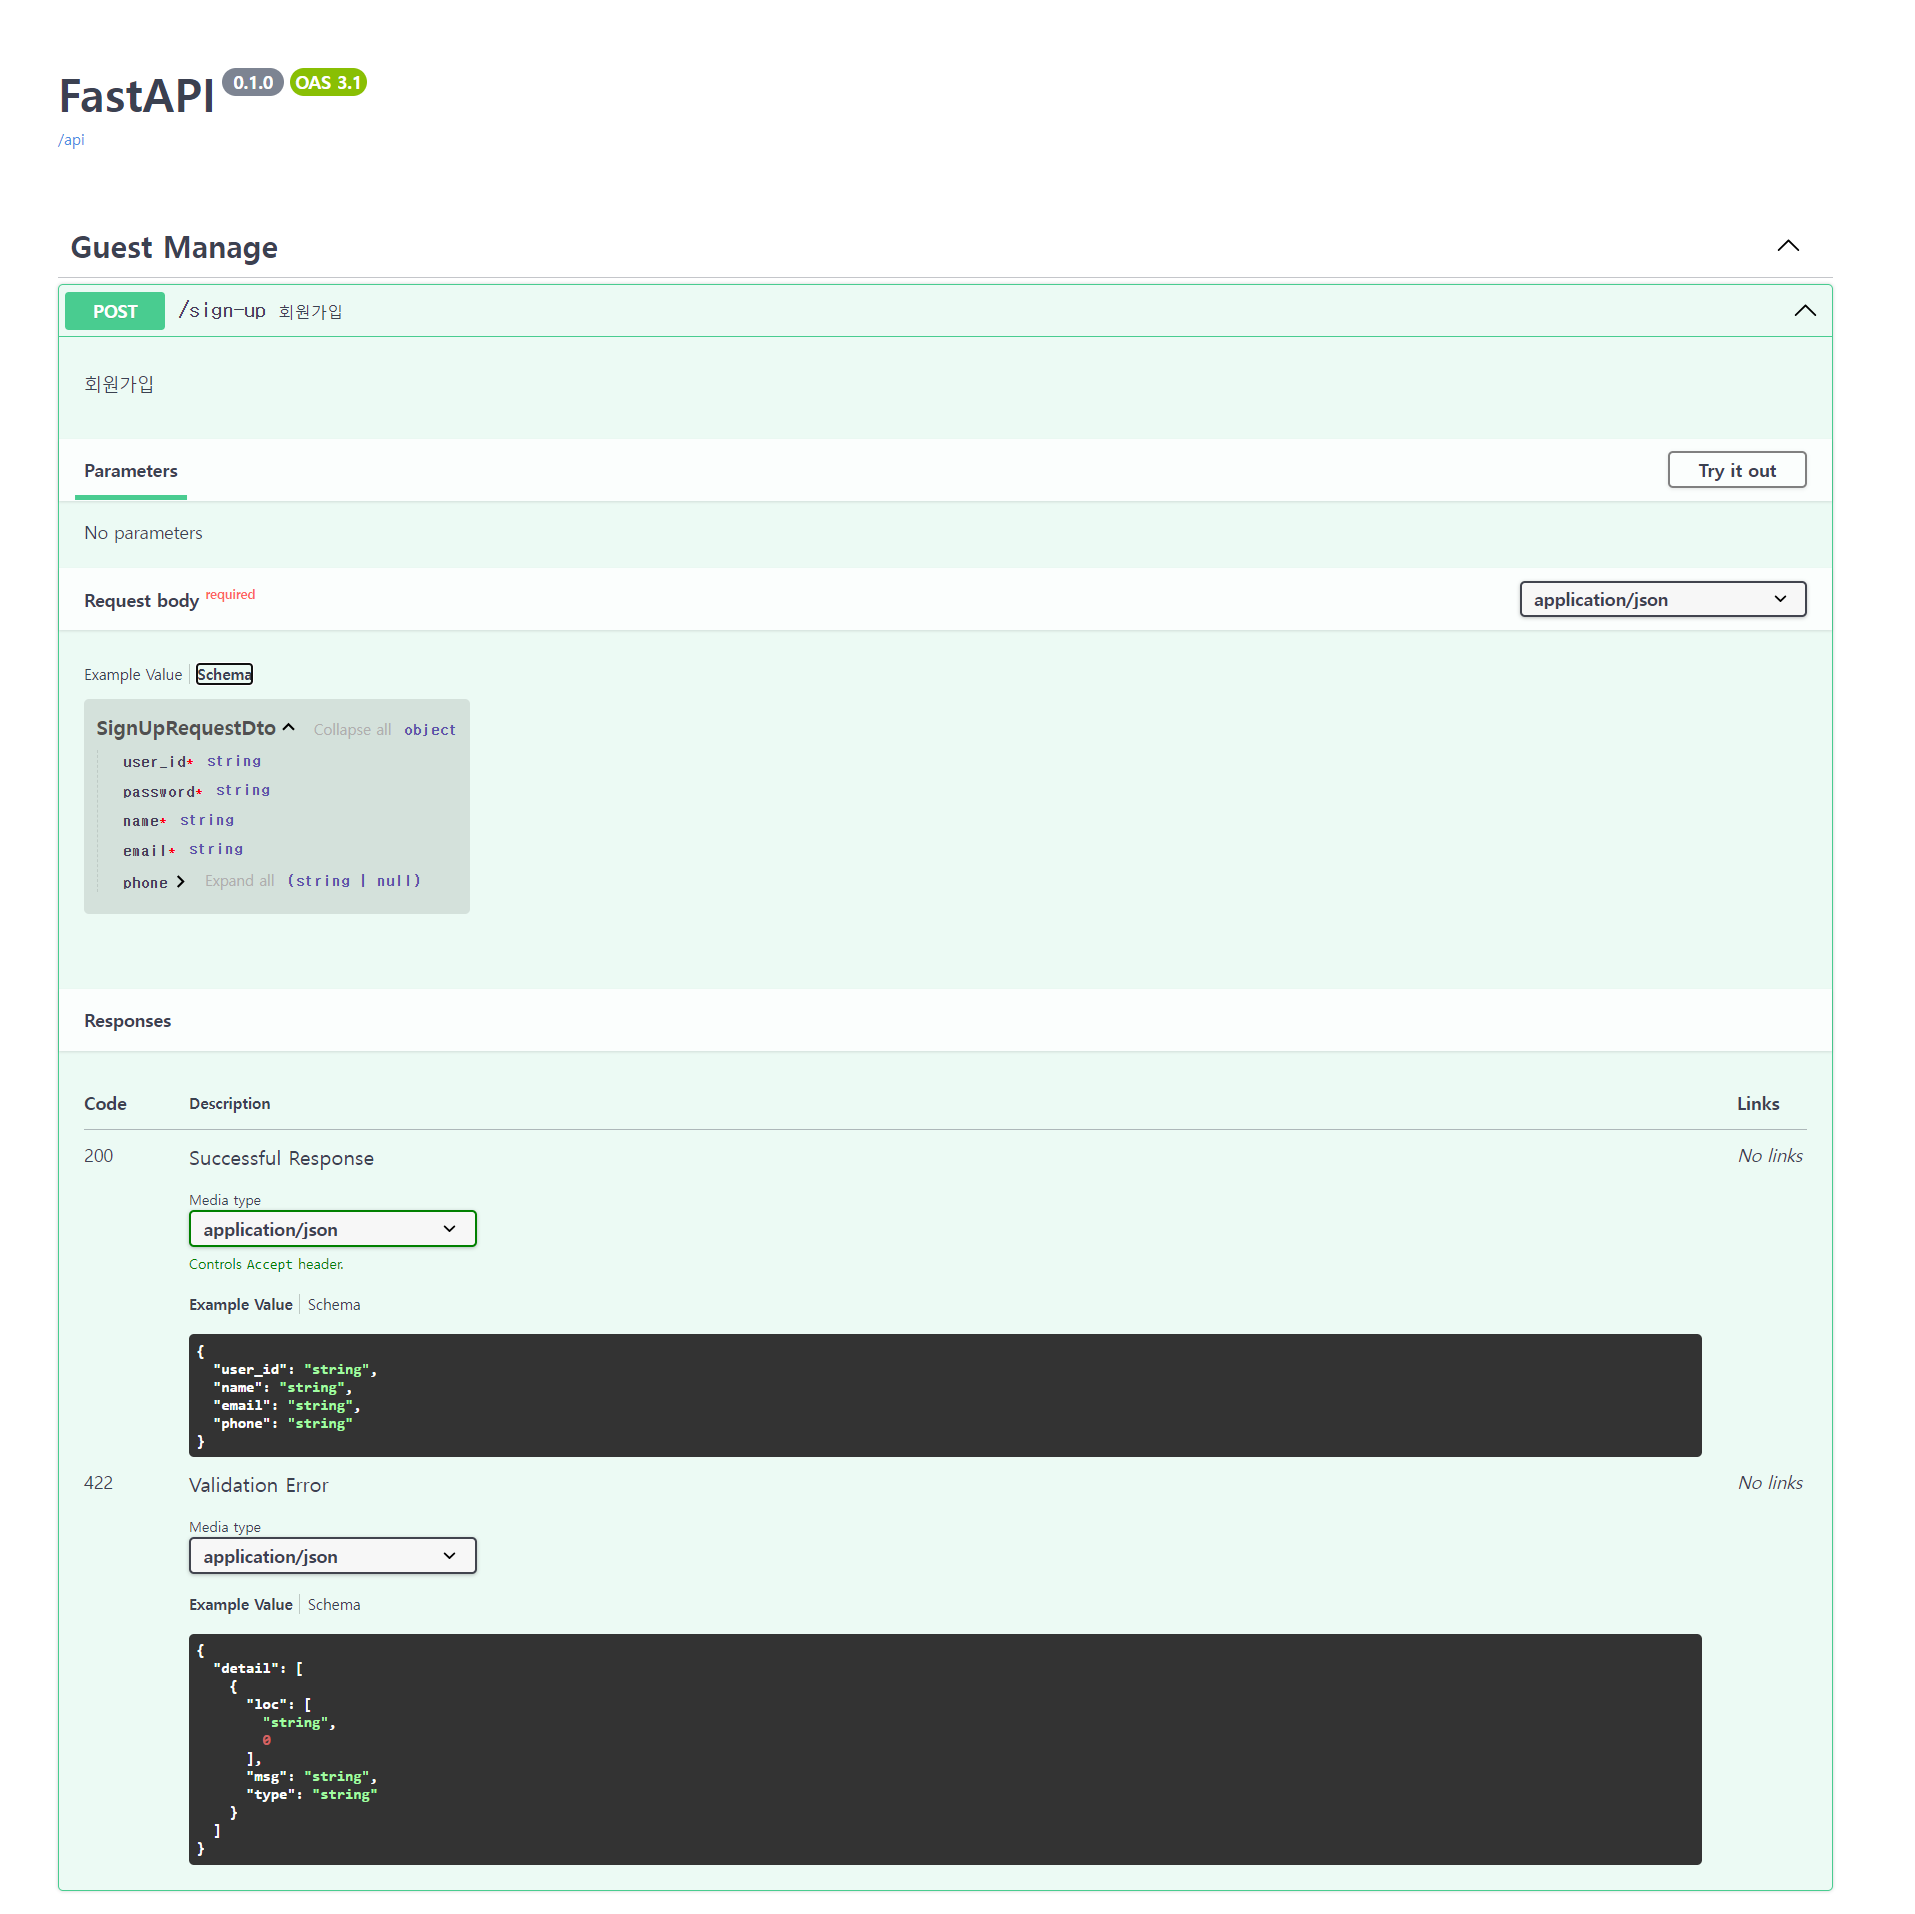 FastAPI 0.1.0 OAS 3.1
/api
Guest Manage
POST /sign-up 회원가입
회원가입
Parameters Try it out
No parameters
Request body required application/json
Example Value Schema
SignUpRequestDto Collapse all object
user_id* string
password* string
name* string
email* string
phone Expand all (string | null)
Responses
Code Description Links
200 Successful Response No links
Media type
application/json
Controls Accept header.
Example Value Schema
{
"user_id": "string",
"name": "string",
"email": "string",
"phone": "string"
}
422 Validation Error No links
Media type
application/json
Example Value Schema
{
"detail": [
{
"loc": [
"string",
0
],
"msg": "string",
"type": "string"
}
]
}